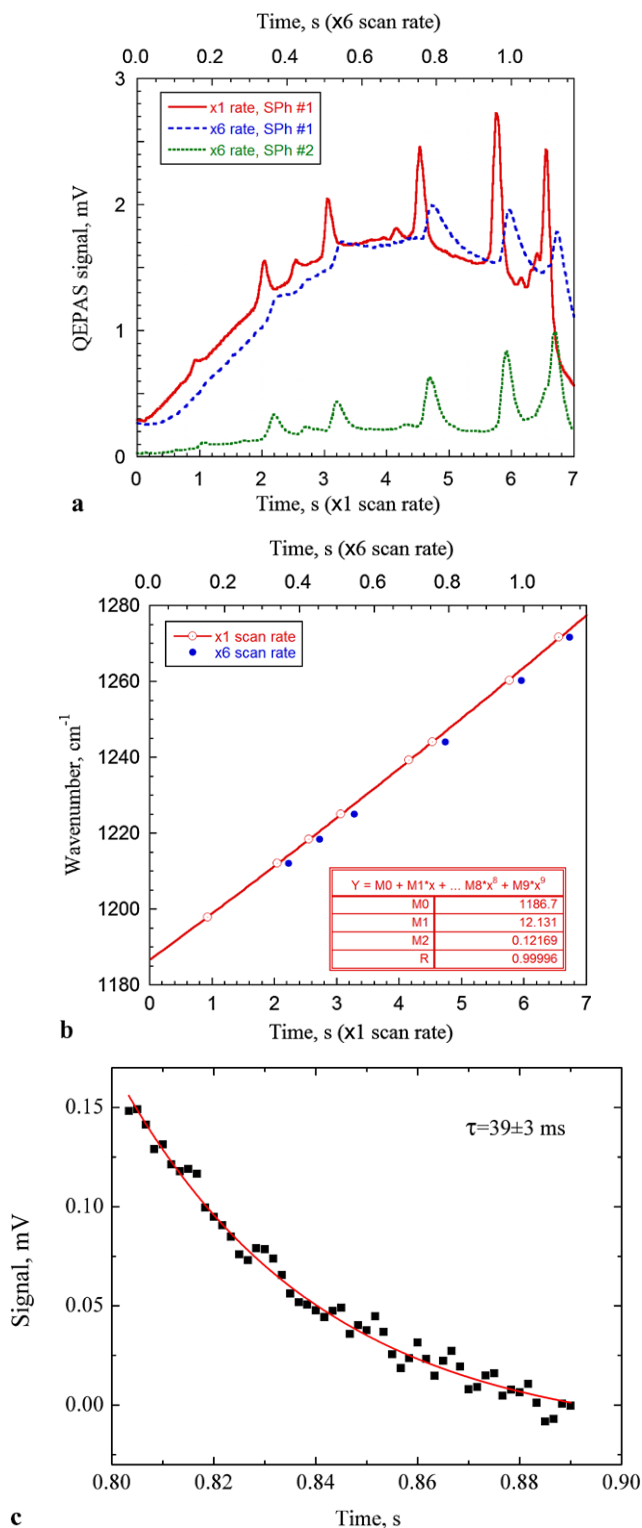 Time, s (x6 scan rate)
0.0 0.2 0.4 0.6 0.8 1.0
3
2
1
0
QEPAS signal, mV
x1 rate, SPh #1
x6 rate, SPh #1
x6 rate, SPh #2
0 1 2 3 4 5 6 7
Time, s (x1 scan rate)
a
Time, s (x6 scan rate)
0.0 0.2 0.4 0.6 0.8 1.0
1280
1260
1240
1220
1200
1180
Wavenumber, cm⁻¹
x1 scan rate
x6 scan rate
Y = M0 + M1*x + ... M8*x⁸ + M9*x⁹
M0 1186.7
M1 12.131
M2 0.12169
R 0.99996
0 1 2 3 4 5 6 7
Time, s (x1 scan rate)
b
0.15
0.10
0.05
0.00
Signal, mV
τ=39±3 ms
0.80 0.82 0.84 0.86 0.88 0.90
Time, s
c